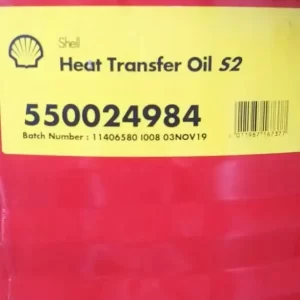 Shell
Heat Transfer Oil S2
550024984
Batch Number : 11406580 I008 03NOV19